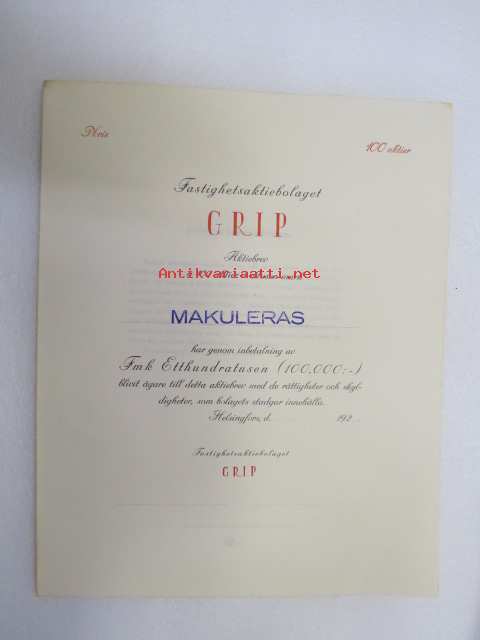 N:ris
100 aktier
Fastighetsaktiebolaget
GRIP
Aktiebrev
Antikvariaatti.net
MAKULERAS
har genom inbetalning av
Fmk Etthundratusen (100,000:-)
blivit ägare till detta aktiebrev med de rättigheter och skyl-
digheter, som bolagets stadgar innehålla.
Helsingfors, d. 192
Fastighetsaktiebolaget
GRIP